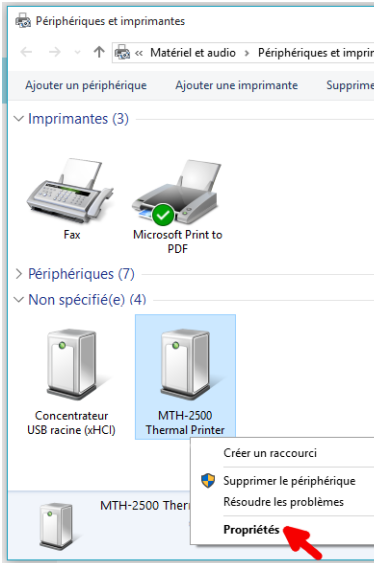 Périphériques et imprimantes
« Matériel et audio > Périphériques et imprir
Ajouter un périphérique Ajouter une imprimante Supprime
Imprimantes (3)
Fax
Microsoft Print to
PDF
Périphériques (7)
Non spécifié(e) (4)
Concentrateur
USB racine (xHCI)
MTH-2500
Thermal Printer
Créer un raccourci
Supprimer le périphérique
Résoudre les problèmes
Propriétés
MTH-2500 Ther